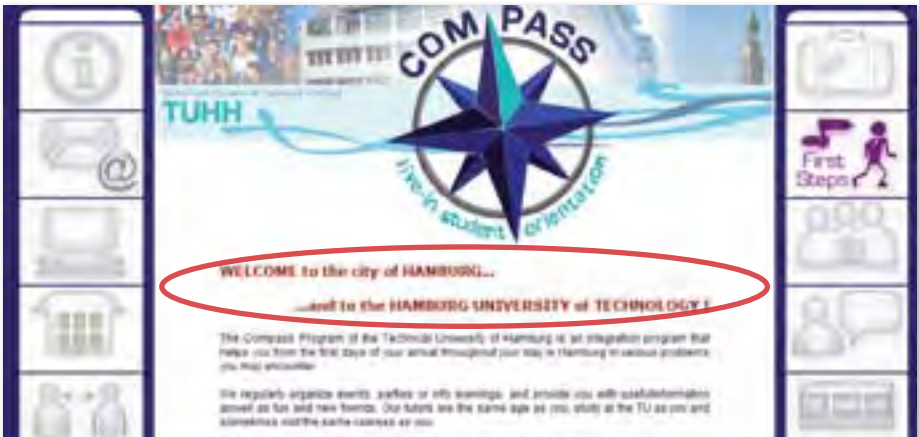 COMPASS
TUHH
live-in student orientation
@
First
Steps
WELCOME to the city of HAMBURG...
...and to the HAMBURG UNIVERSITY of TECHNOLOGY !
The Compass Program of the Technical University of Hamburg is an integration program that
helps you from the first days of your arrival throughout your stay in Hamburg in various problems
you may encounter
We regularly organize events, parties or info evenings, and provide you with useful information
as well as fun and new friends. Our tutors are the same age as you, study at the TU as you and
sometimes visit the same courses as you.